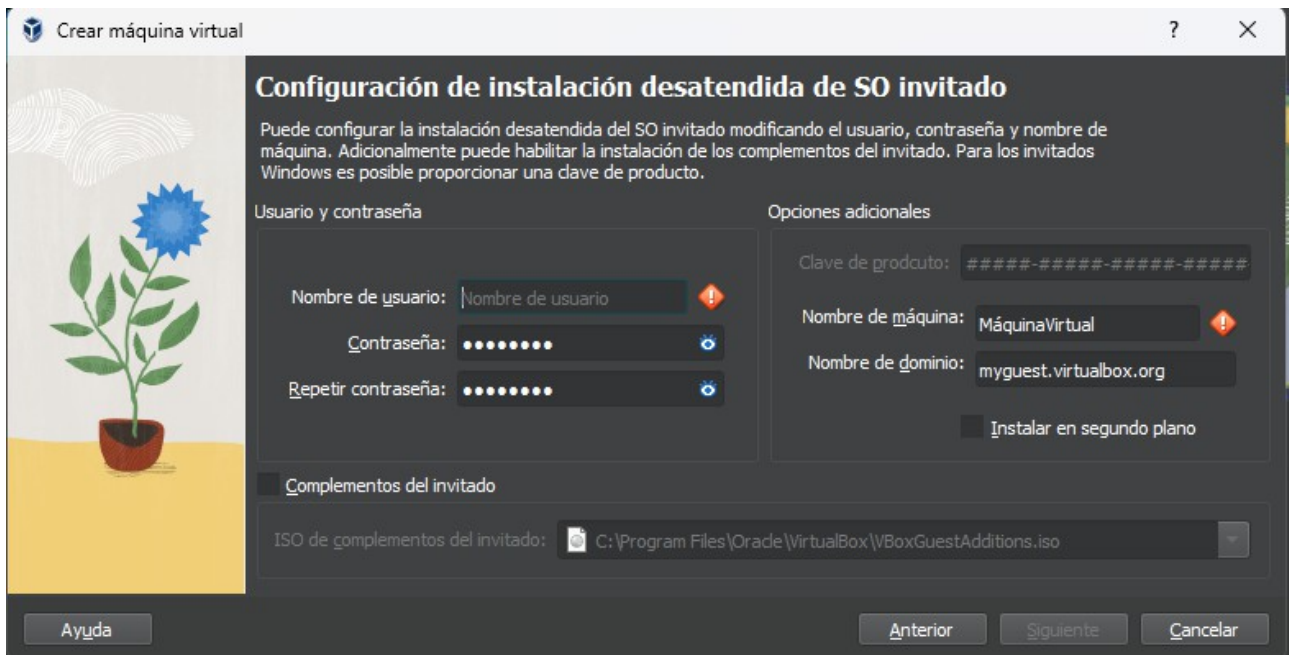 Crear máquina virtual
?
Configuración de instalación desatendida de SO invitado
Puede configurar la instalación desatendida del SO invitado modificando el usuario, contraseña y nombre de
máquina. Adicionalmente puede habilitar la instalación de los complementos del invitado. Para los invitados
Windows es posible proporcionar una clave de producto.
Usuario y contraseña
Nombre de usuario: Nombre de usuario
Contraseña: ●●●●●●●●
Repetir contraseña: ●●●●●●●●
Opciones adicionales
Clave de prodcuto: #####-#####-#####-#####
Nombre de máquina: MáquinaVirtual
Nombre de dominio: myguest.virtualbox.org
Instalar en segundo plano
Complementos del invitado
ISO de complementos del invitado: C:\Program Files\Oracle\VirtualBox\VBoxGuestAdditions.iso
Ayuda
Anterior
Siguiente
Cancelar